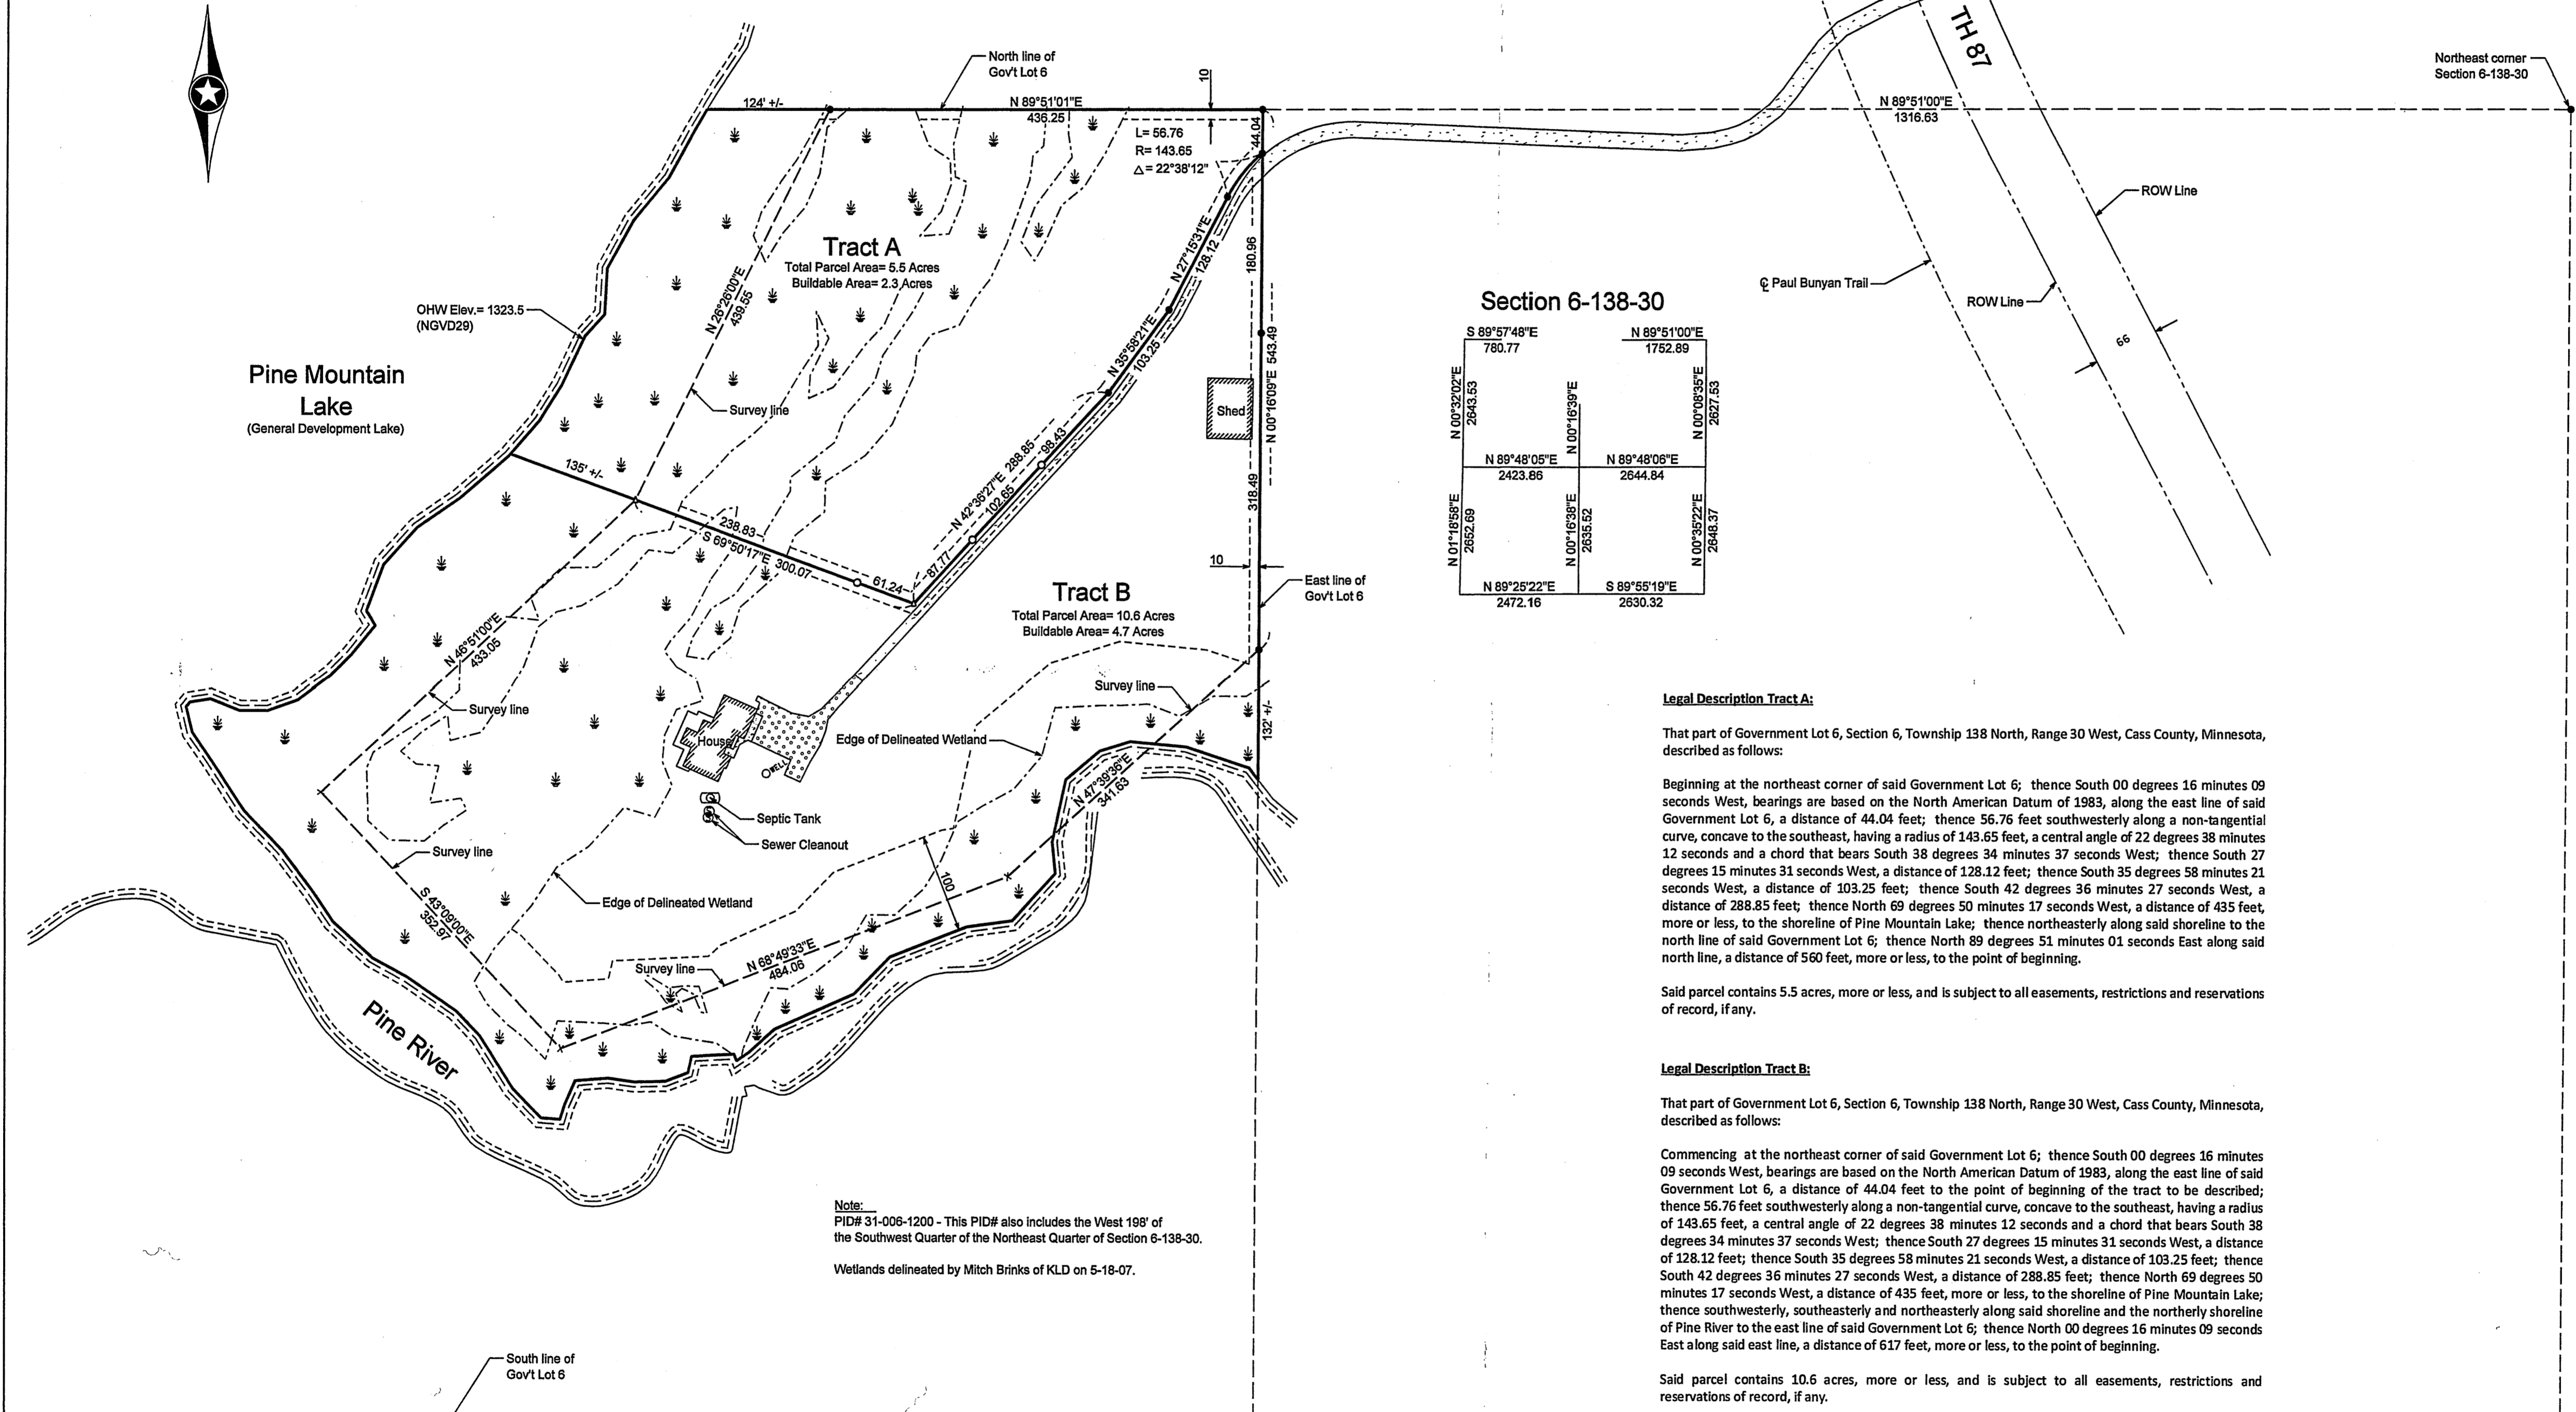 TH 87
Northeast corner
Section 6-138-30
North line of
Gov't Lot 6
10
124' +/-
N 89°51'01"E
436.25
N 89°51'00"E
1316.63
L= 56.76
R= 143.65
△= 22°38'12"
44.04
ROW Line
Tract A
Total Parcel Area= 5.5 Acres
Buildable Area= 2.3 Acres
N 26°26'00"E
439.55
N 27°15'31"E
128.12
180.96
℄ Paul Bunyan Trail
ROW Line
66
OHW Elev.= 1323.5
(NGVD29)
Section 6-138-30
S 89°57'48"E
780.77
N 89°51'00"E
1752.89
N 00°32'02"E
2643.53
N 00°16'39"E
N 00°08'35"E
2627.53
N 89°48'05"E
2423.86
N 89°48'06"E
2644.84
N 01°18'58"E
2652.69
N 00°16'38"E
2635.52
N 00°35'22"E
2648.37
N 89°25'22"E
2472.16
S 89°55'19"E
2630.32
N 35°58'21"E
103.25
N 00°16'09"E 543.49
Pine Mountain
Lake
(General Development Lake)
Survey line
Shed
135' +/-
N 42°36'27"E 288.85
98.43
102.65
87.77
318.49
238.83
S 69°50'17"E 300.07
61.24
10
East line of
Gov't Lot 6
Tract B
Total Parcel Area= 10.6 Acres
Buildable Area= 4.7 Acres
N 46°51'00"E
433.05
Survey line
Survey line
132' +/-
House
WELL
Edge of Delineated Wetland
N 47°39'36"E
341.63
Septic Tank
Sewer Cleanout
Survey line
S 43°09'00"E
352.97
100
Edge of Delineated Wetland
Survey line
N 68°49'33"E
484.06
Pine River
Note:
PID# 31-006-1200 - This PID# also includes the West 198' of
the Southwest Quarter of the Northeast Quarter of Section 6-138-30.
Wetlands delineated by Mitch Brinks of KLD on 5-18-07.
South line of
Gov't Lot 6
Legal Description Tract A:
That part of Government Lot 6, Section 6, Township 138 North, Range 30 West, Cass County, Minnesota,
described as follows:
Beginning at the northeast corner of said Government Lot 6; thence South 00 degrees 16 minutes 09
seconds West, bearings are based on the North American Datum of 1983, along the east line of said
Government Lot 6, a distance of 44.04 feet; thence 56.76 feet southwesterly along a non-tangential
curve, concave to the southeast, having a radius of 143.65 feet, a central angle of 22 degrees 38 minutes
12 seconds and a chord that bears South 38 degrees 34 minutes 37 seconds West; thence South 27
degrees 15 minutes 31 seconds West, a distance of 128.12 feet; thence South 35 degrees 58 minutes 21
seconds West, a distance of 103.25 feet; thence South 42 degrees 36 minutes 27 seconds West, a
distance of 288.85 feet; thence North 69 degrees 50 minutes 17 seconds West, a distance of 435 feet,
more or less, to the shoreline of Pine Mountain Lake; thence northeasterly along said shoreline to the
north line of said Government Lot 6; thence North 89 degrees 51 minutes 01 seconds East along said
north line, a distance of 560 feet, more or less, to the point of beginning.
Said parcel contains 5.5 acres, more or less, and is subject to all easements, restrictions and reservations
of record, if any.
Legal Description Tract B:
That part of Government Lot 6, Section 6, Township 138 North, Range 30 West, Cass County, Minnesota,
described as follows:
Commencing at the northeast corner of said Government Lot 6; thence South 00 degrees 16 minutes
09 seconds West, bearings are based on the North American Datum of 1983, along the east line of said
Government Lot 6, a distance of 44.04 feet to the point of beginning of the tract to be described;
thence 56.76 feet southwesterly along a non-tangential curve, concave to the southeast, having a radius
of 143.65 feet, a central angle of 22 degrees 38 minutes 12 seconds and a chord that bears South 38
degrees 34 minutes 37 seconds West; thence South 27 degrees 15 minutes 31 seconds West, a distance
of 128.12 feet; thence South 35 degrees 58 minutes 21 seconds West, a distance of 103.25 feet; thence
South 42 degrees 36 minutes 27 seconds West, a distance of 288.85 feet; thence North 69 degrees 50
minutes 17 seconds West, a distance of 435 feet, more or less, to the shoreline of Pine Mountain Lake;
thence southwesterly, southeasterly and northeasterly along said shoreline and the northerly shoreline
of Pine River to the east line of said Government Lot 6; thence North 00 degrees 16 minutes 09 seconds
East along said east line, a distance of 617 feet, more or less, to the point of beginning.
Said parcel contains 10.6 acres, more or less, and is subject to all easements, restrictions and
reservations of record, if any.